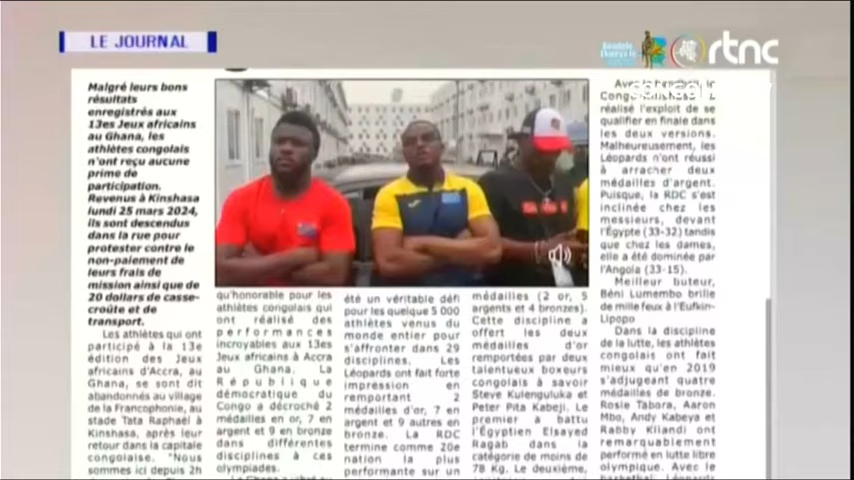 LE JOURNAL
rtnc
Malgré leurs bons
résultats
enregistrés aux
13es Jeux africains
au Ghana, les
athlètes congolais
n'ont reçu aucune
prime de
participation.
Revenus à Kinshasa
lundi 25 mars 2024,
ils sont descendus
dans la rue pour
protester contre le
non-paiement de
leurs frais de
mission ainsi que de
20 dollars de casse-
croûte et de
transport.
Les athlètes qui ont
participé à la 13e
édition des Jeux
africains d'Accra, au
Ghana, se sont dit
abandonnés au village
de la Francophonie, au
stade Tata Raphaël à
Kinshasa, après leur
retour dans la capitale
congolaise. "Nous
sommes ici depuis 2h
qu'honorable pour les
athlètes congolais qui
ont réalisé des
performances
incroyables aux 13es
Jeux africains à Accra
au Ghana. La
République
démocratique du
Congo a décroché 2
médailles en or, 7 en
argent et 9 en bronze
dans différentes
disciplines à ces
olympiades.
été un véritable défi
pour les quelque 5 000
athlètes venus du
monde entier pour
s'affronter dans 29
disciplines. Les
Léopards ont fait forte
impression en
remportant 2
médailles d'or, 7 en
argent et 9 autres en
bronze. La RDC
termine comme 20e
nation la plus
performante sur un
médailles (2 or, 5
argents et 4 bronzes).
Cette discipline a
offert les deux
médailles d'or
remportées par deux
talentueux boxeurs
congolais à savoir
Steve Kulenguluka et
Peter Pita Kabeji. Le
premier a battu
l'Égyptien Elsayed
Ragab dans la
catégorie de moins de
78 Kg. Le deuxième,
réalisé l'exploit de se
qualifier en finale dans
les deux versions.
Malheureusement, les
Léopards n'ont réussi
à arracher deux
médailles d'argent.
Puisque, la RDC s'est
inclinée chez les
messieurs, devant
l'Égypte (33-32) tandis
que chez les dames,
elle a été dominée par
l'Angola (33-15).
Meilleur buteur,
Béni Lumembo brille
de mille feux à l'Eufkin-
Lipopo
Dans la discipline
de la lutte, les athlètes
congolais ont fait
mieux qu'en 2019
s'adjugeant quatre
médailles de bronze.
Rosie Tabora, Aaron
Mbo, Andy Kabeya et
Rabby Kilandi ont
remarquablement
performé en lutte libre
olympique. Avec le